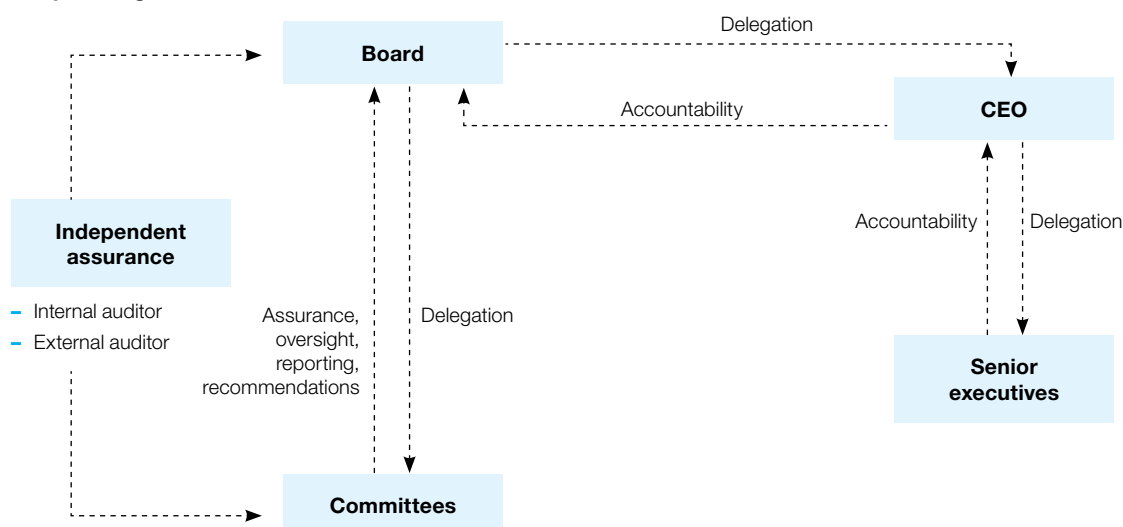 Delegation
Board
Accountability
CEO
Independent
assurance
– Internal auditor
– External auditor
Assurance,
oversight,
reporting,
recommendations
Delegation
Accountability
Delegation
Senior
executives
Committees